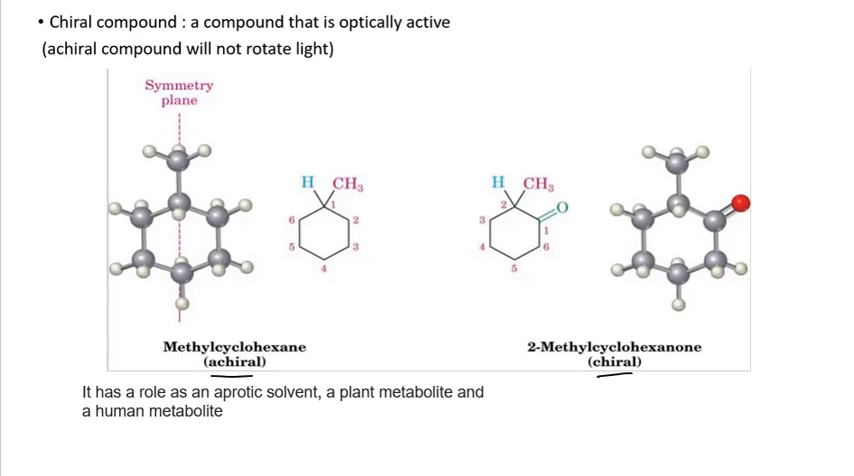 • Chiral compound : a compound that is optically active
(achiral compound will not rotate light)
Symmetry
plane
H CH₃
1
6 2
5 3
4
H CH₃
2 O
3 1
4 6
5
Methylcyclohexane
(achiral)
2-Methylcyclohexanone
(chiral)
It has a role as an aprotic solvent, a plant metabolite and
a human metabolite